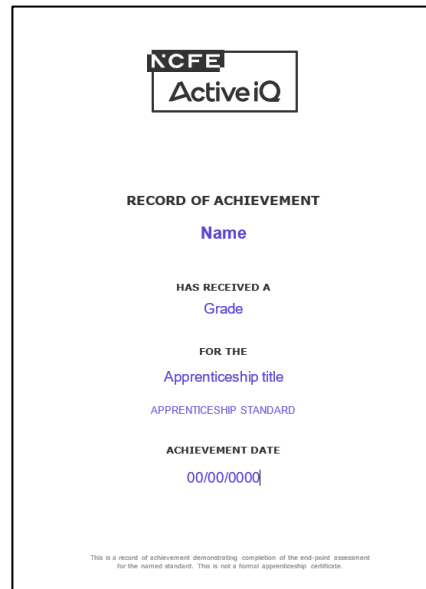 NCFE
Active iQ
RECORD OF ACHIEVEMENT
Name
HAS RECEIVED A
Grade
FOR THE
Apprenticeship title
APPRENTICESHIP STANDARD
ACHIEVEMENT DATE
00/00/0000
This is a record of achievement demonstrating completion of the end-point assessment
for the named standard. This is not a formal apprenticeship certificate.